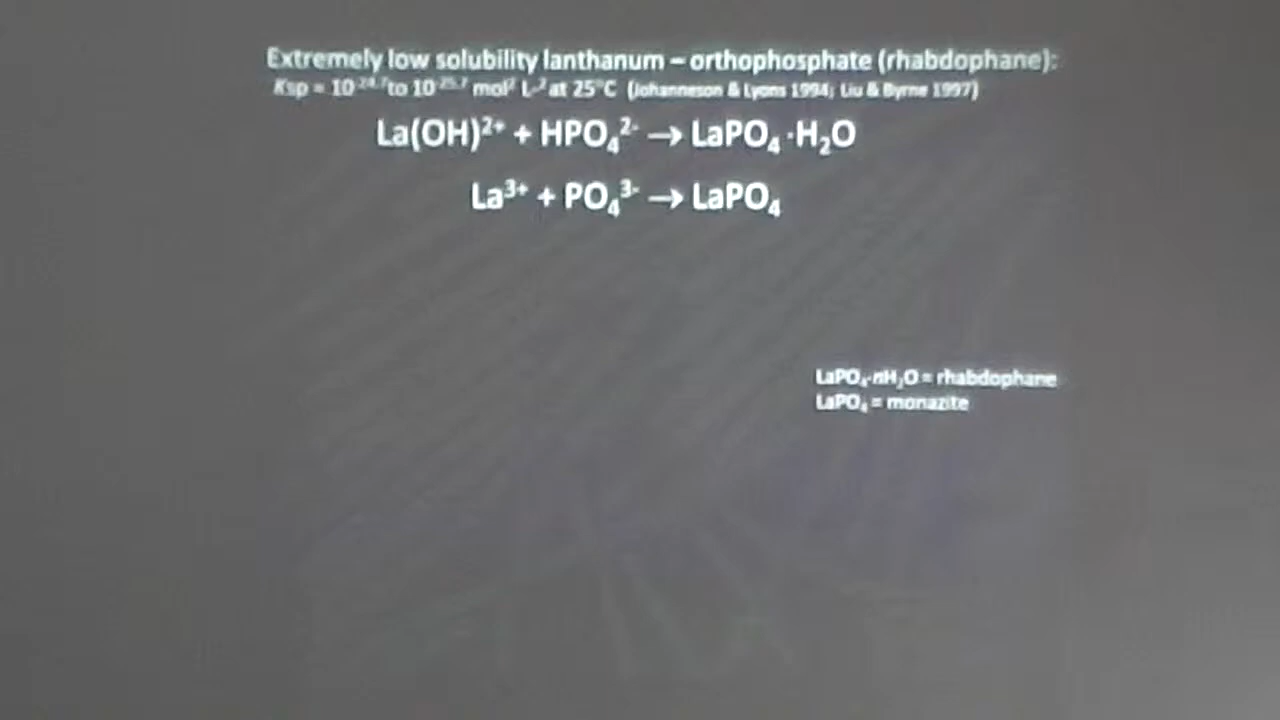 Extremely low solubility lanthanum – orthophosphate (rhabdophane):
Ksp = 10⁻²⁴·⁷ to 10⁻²⁵·⁷ mol² L⁻² at 25°C (Johanneson & Lyons 1994; Liu & Byrne 1997)
La(OH)²⁺ + HPO₄²⁻ → LaPO₄ ·H₂O
La³⁺ + PO₄³⁻ → LaPO₄
LaPO₄·nH₂O = rhabdophane
LaPO₄ = monazite